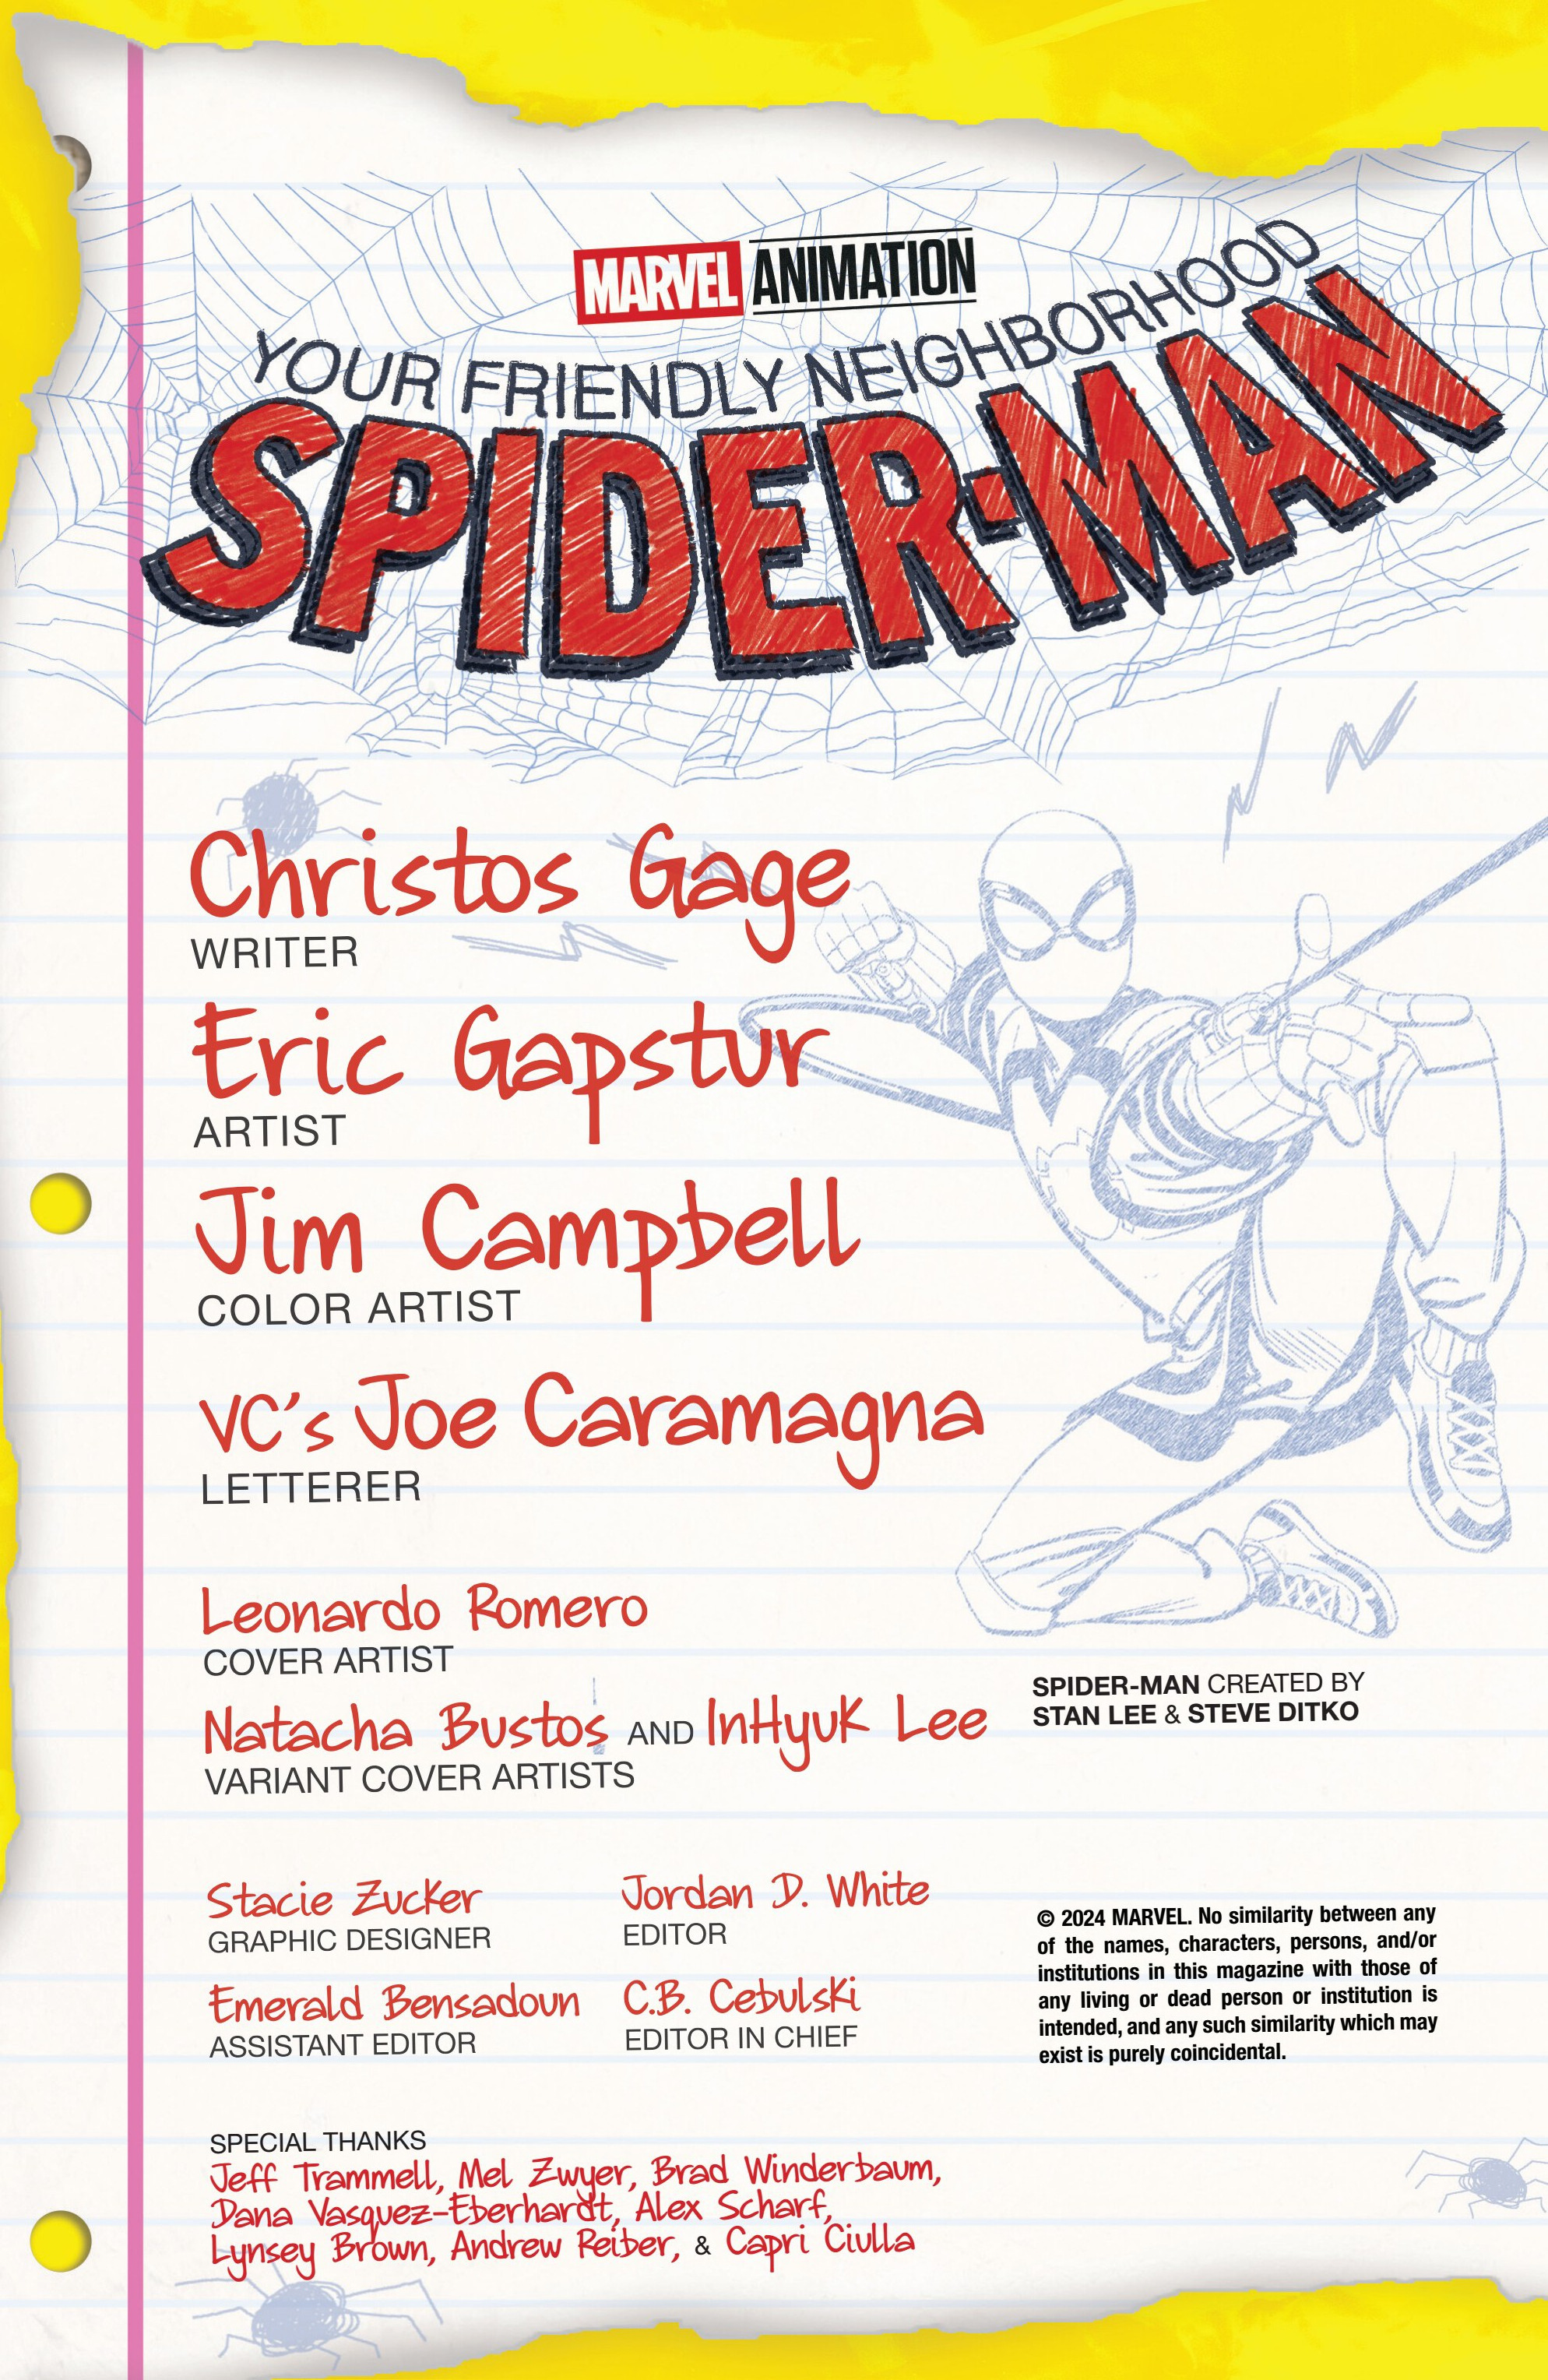 MARVEL ANIMATION
YOUR FRIENDLY NEIGHBORHOOD
SPIDER-MAN
Christos Gage
WRITER
Eric Gapstur
ARTIST
Jim Campbell
COLOR ARTIST
VC's Joe Caramagna
LETTERER
Leonardo Romero
COVER ARTIST
Natacha Bustos AND InHyuk Lee
VARIANT COVER ARTISTS
SPIDER-MAN CREATED BY
STAN LEE & STEVE DITKO
Stacie Zucker
GRAPHIC DESIGNER
Jordan D. White
EDITOR
Emerald Bensadoun
ASSISTANT EDITOR
C.B. Cebulski
EDITOR IN CHIEF
© 2024 MARVEL. No similarity between any
of the names, characters, persons, and/or
institutions in this magazine with those of
any living or dead person or institution is
intended, and any such similarity which may
exist is purely coincidental.
SPECIAL THANKS
Jeff Trammell, Mel Zwyer, Brad Winderbaum,
Dana Vasquez-Eberhardt, Alex Scharf,
Lynsey Brown, Andrew Reiber, & Capri Ciulla